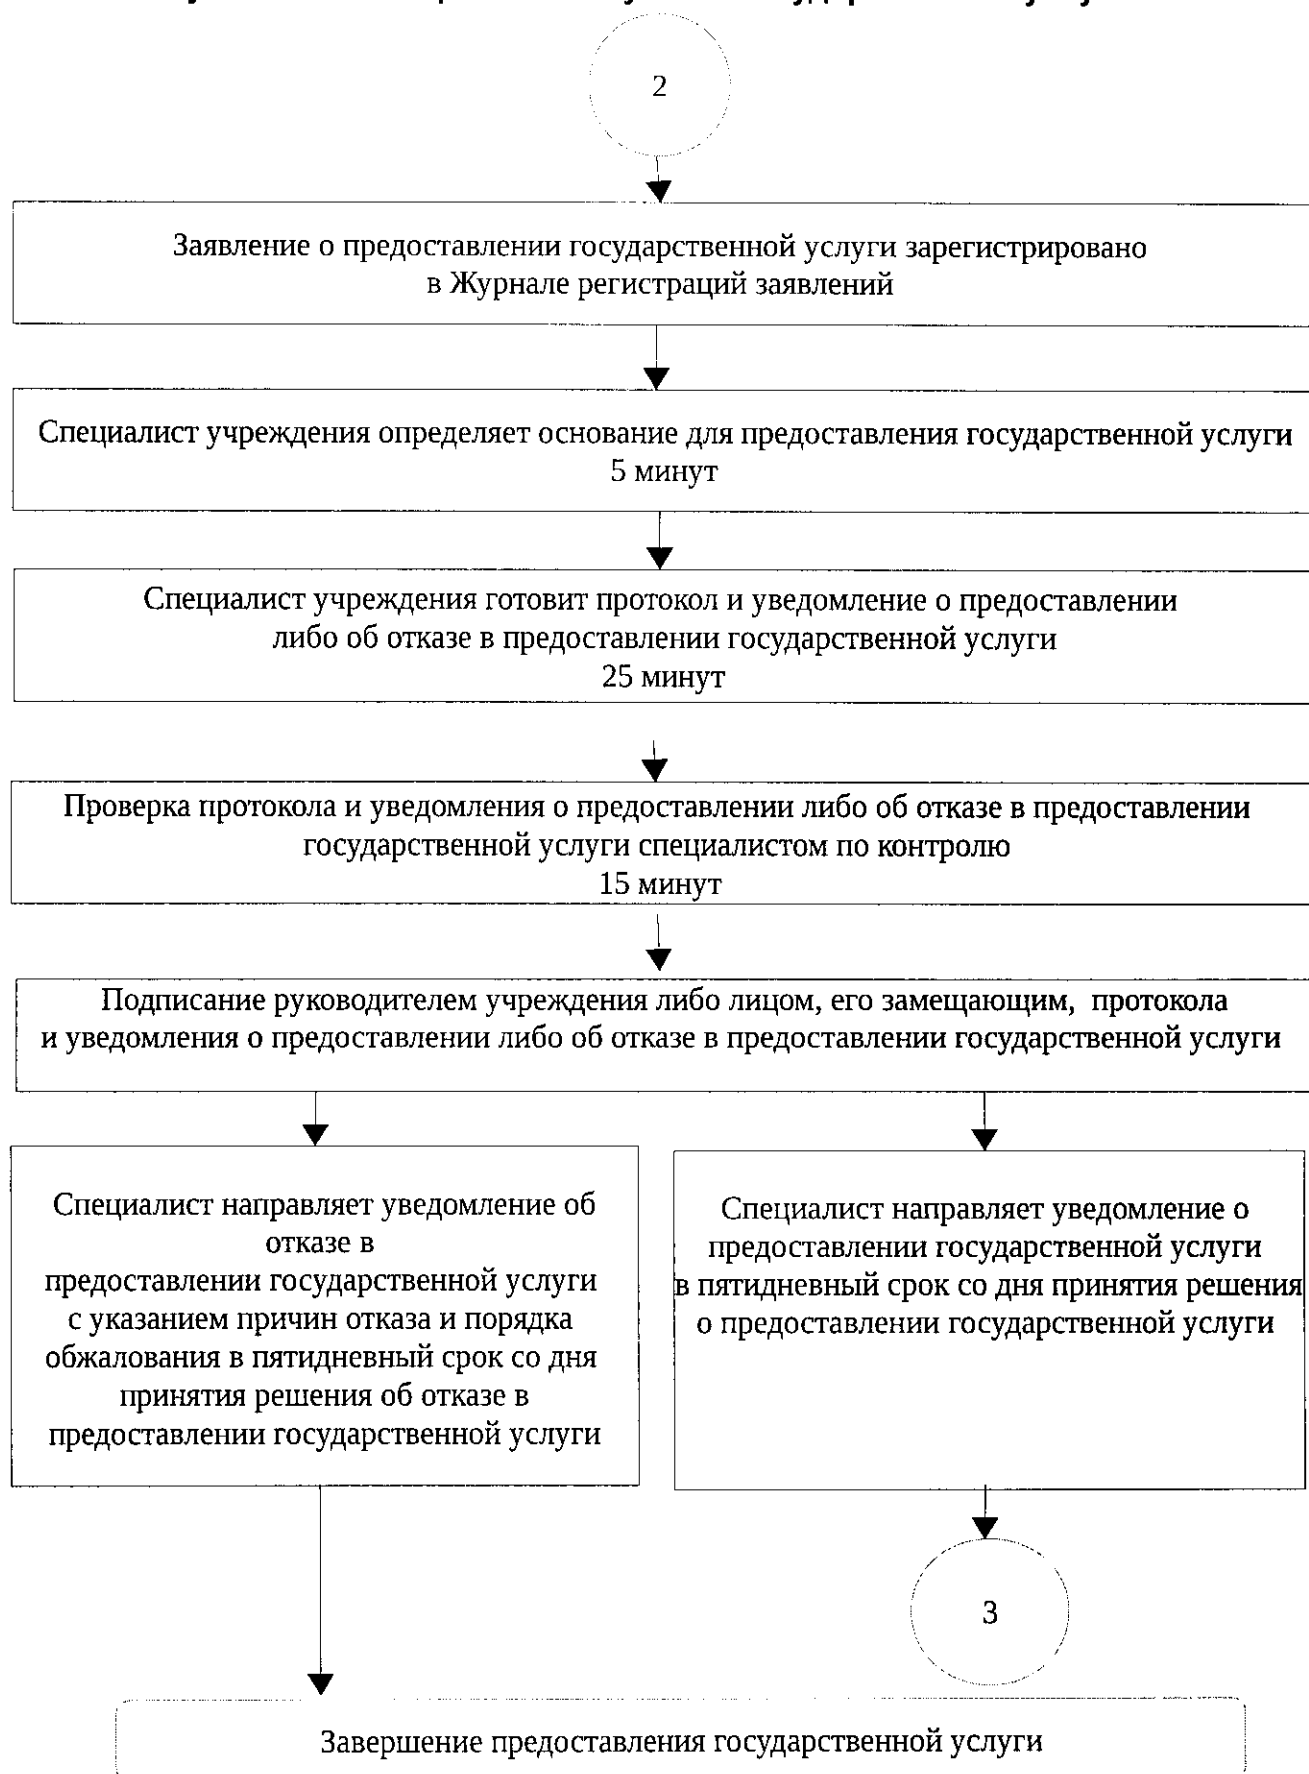 2
Заявление о предоставлении государственной услуги зарегистрировано
в Журнале регистраций заявлений
Специалист учреждения определяет основание для предоставления государственной услуги
5 минут
Специалист учреждения готовит протокол и уведомление о предоставлении
либо об отказе в предоставлении государственной услуги
25 минут
Проверка протокола и уведомления о предоставлении либо об отказе в предоставлении
государственной услуги специалистом по контролю
15 минут
Подписание руководителем учреждения либо лицом, его замещающим, протокола
и уведомления о предоставлении либо об отказе в предоставлении государственной услуги
Специалист направляет уведомление об
отказе в
предоставлении государственной услуги
с указанием причин отказа и порядка
обжалования в пятидневный срок со дня
принятия решения об отказе в
предоставлении государственной услуги
Специалист направляет уведомление о
предоставлении государственной услуги
в пятидневный срок со дня принятия решения
о предоставлении государственной услуги
3
Завершение предоставления государственной услуги